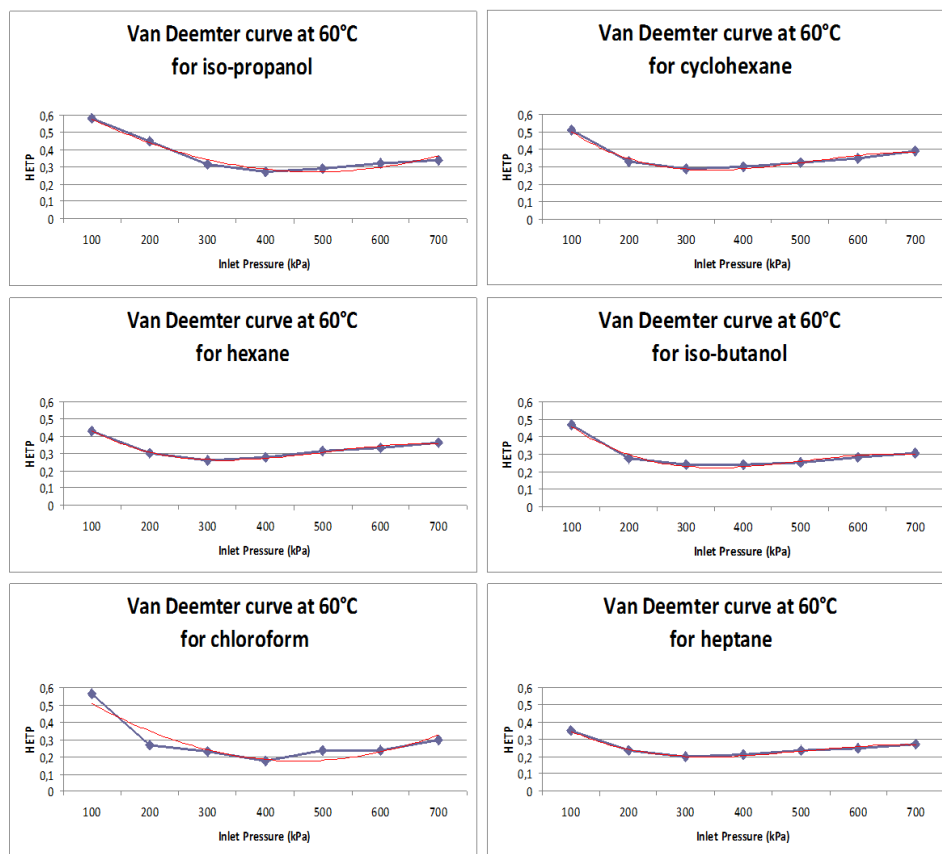 Van Deemter curve at 60°C
for iso-propanol
0,6
0,5
0,4
0,3
0,2
0,1
0
HETP
100 200 300 400 500 600 700
Inlet Pressure (kPa)
Van Deemter curve at 60°C
for cyclohexane
0,6
0,5
0,4
0,3
0,2
0,1
0
HETP
100 200 300 400 500 600 700
Inlet Pressure (kPa)
Van Deemter curve at 60°C
for hexane
0,6
0,5
0,4
0,3
0,2
0,1
0
HETP
100 200 300 400 500 600 700
Inlet Pressure (kPa)
Van Deemter curve at 60°C
for iso-butanol
0,6
0,5
0,4
0,3
0,2
0,1
0
HETP
100 200 300 400 500 600 700
Inlet Pressure (kPa)
Van Deemter curve at 60°C
for chloroform
0,6
0,5
0,4
0,3
0,2
0,1
0
HETP
100 200 300 400 500 600 700
Inlet Pressure (kPa)
Van Deemter curve at 60°C
for heptane
0,6
0,5
0,4
0,3
0,2
0,1
0
HETP
100 200 300 400 500 600 700
Inlet Pressure (kPa)